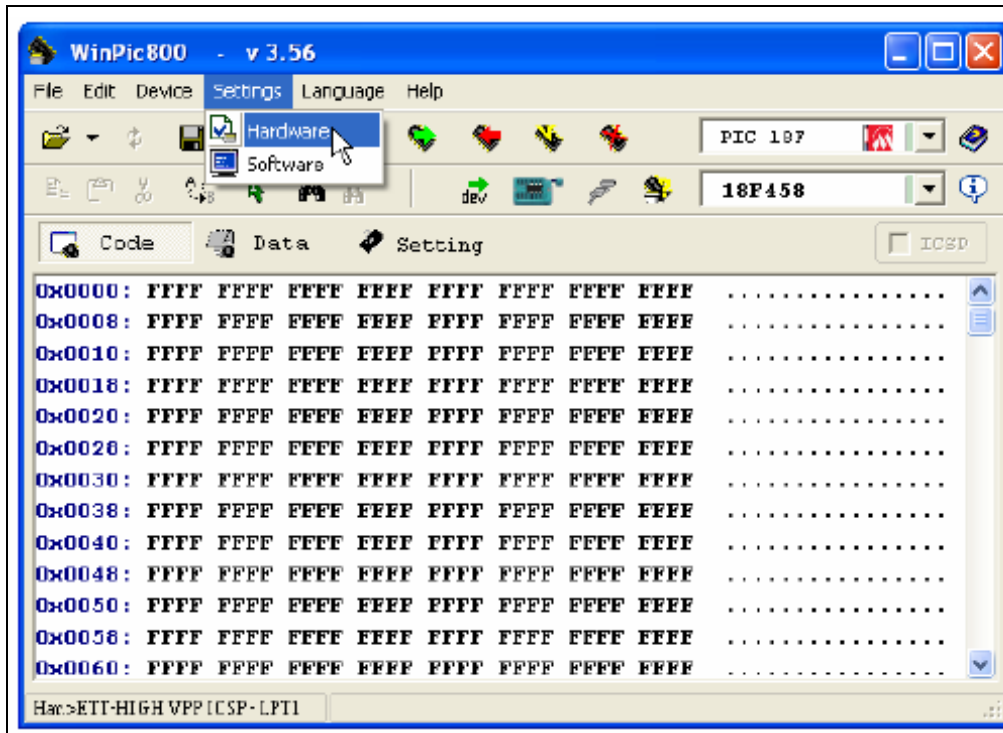 WinPic800 - v 3.56
File Edit Device Settings Language Help
Hardware
Software
PIC 18F
dev
18F458
Code Data Setting ICSP
0x0000: FFFF FFFF FFFF FFFF FFFF FFFF FFFF FFFF ................
0x0008: FFFF FFFF FFFF FFFF FFFF FFFF FFFF FFFF ................
0x0010: FFFF FFFF FFFF FFFF FFFF FFFF FFFF FFFF ................
0x0018: FFFF FFFF FFFF FFFF FFFF FFFF FFFF FFFF ................
0x0020: FFFF FFFF FFFF FFFF FFFF FFFF FFFF FFFF ................
0x0028: FFFF FFFF FFFF FFFF FFFF FFFF FFFF FFFF ................
0x0030: FFFF FFFF FFFF FFFF FFFF FFFF FFFF FFFF ................
0x0038: FFFF FFFF FFFF FFFF FFFF FFFF FFFF FFFF ................
0x0040: FFFF FFFF FFFF FFFF FFFF FFFF FFFF FFFF ................
0x0048: FFFF FFFF FFFF FFFF FFFF FFFF FFFF FFFF ................
0x0050: FFFF FFFF FFFF FFFF FFFF FFFF FFFF FFFF ................
0x0058: FFFF FFFF FFFF FFFF FFFF FFFF FFFF FFFF ................
0x0060: FFFF FFFF FFFF FFFF FFFF FFFF FFFF FFFF ................
Har.>ETT-HIGH VPP ICSP-LPT1